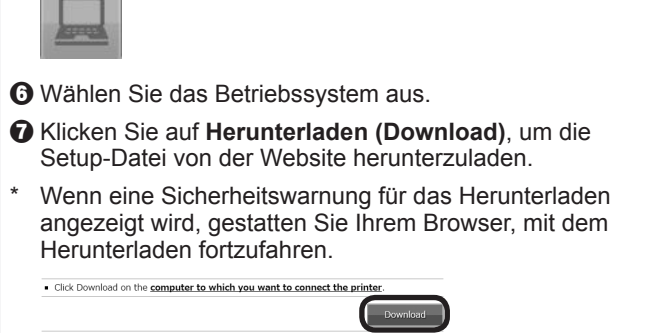 ❻ Wählen Sie das Betriebssystem aus.
❼ Klicken Sie auf Herunterladen (Download), um die
Setup-Datei von der Website herunterzuladen.
* Wenn eine Sicherheitswarnung für das Herunterladen
angezeigt wird, gestatten Sie Ihrem Browser, mit dem
Herunterladen fortzufahren.
▪ Click Download on the computer to which you want to connect the printer.
Download